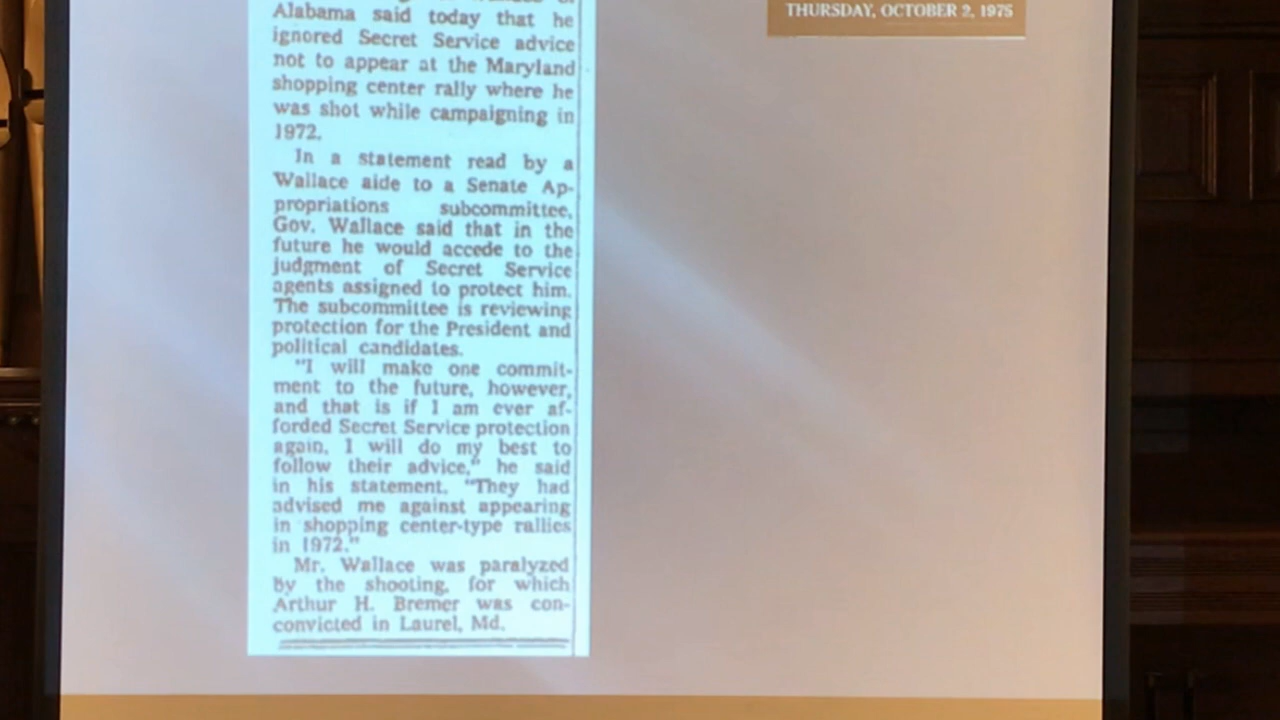 Alabama said today that he
ignored Secret Service advice
not to appear at the Maryland
shopping center rally where he
was shot while campaigning in
1972.
In a statement read by a
Wallace aide to a Senate Ap-
propriations subcommittee,
Gov. Wallace said that in the
future he would accede to the
judgment of Secret Service
agents assigned to protect him.
The subcommittee is reviewing
protection for the President and
political candidates.
"I will make one commit-
ment to the future, however,
and that is if I am ever af-
forded Secret Service protection
again, I will do my best to
follow their advice," he said
in his statement. "They had
advised me against appearing
in shopping center-type rallies
in 1972."
Mr. Wallace was paralyzed
by the shooting, for which
Arthur H. Bremer was con-
convicted in Laurel, Md.
THURSDAY, OCTOBER 2, 1975